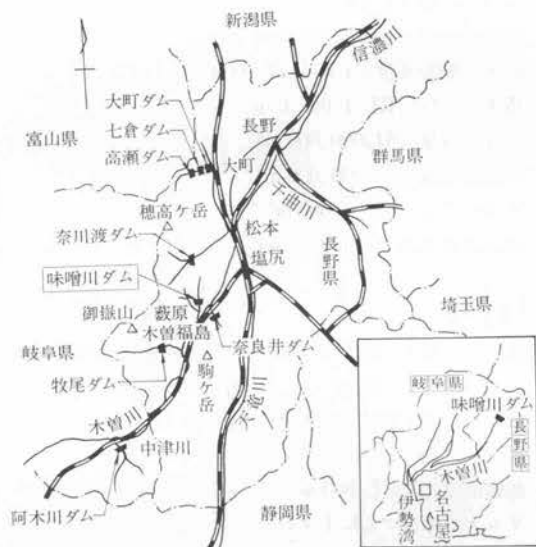 新潟県
信濃川
大町ダム
七倉ダム
富山県
高瀬ダム
長野
大町
群馬県
千曲川
穂高ケ岳
奈川渡ダム
松本
塩尻
長野県
味噌川ダム
埼玉県
御嶽山
藪原
木曽福島
奈良井ダム
岐阜県
駒ケ岳
牧尾ダム
天竜川
木曽川
中津川
阿木川ダム
静岡県
岐阜県
味噌川ダム
長野県
木曽川
名古屋
伊勢湾